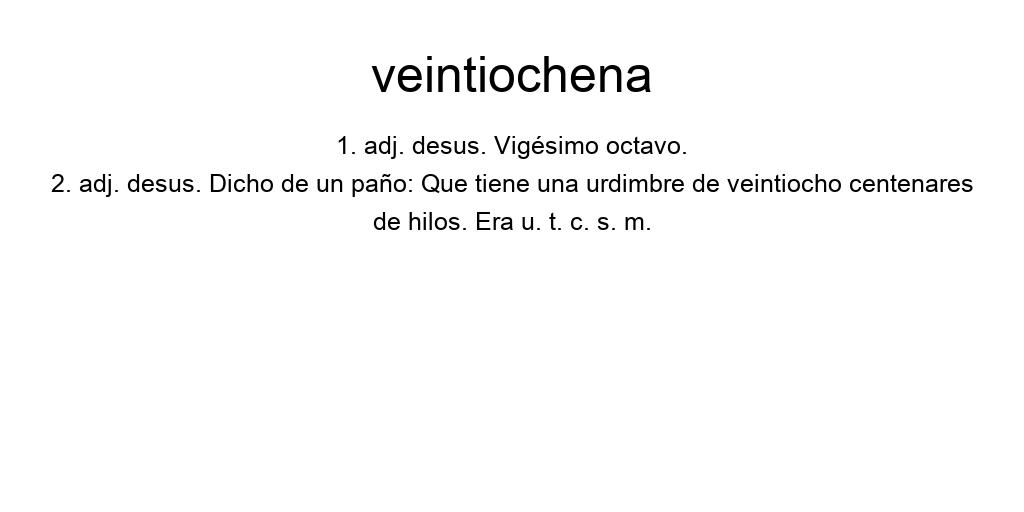 veintiochena
1. adj. desus. Vigésimo octavo.
2. adj. desus. Dicho de un paño: Que tiene una urdimbre de veintiocho centenares
de hilos. Era u. t. c. s. m.